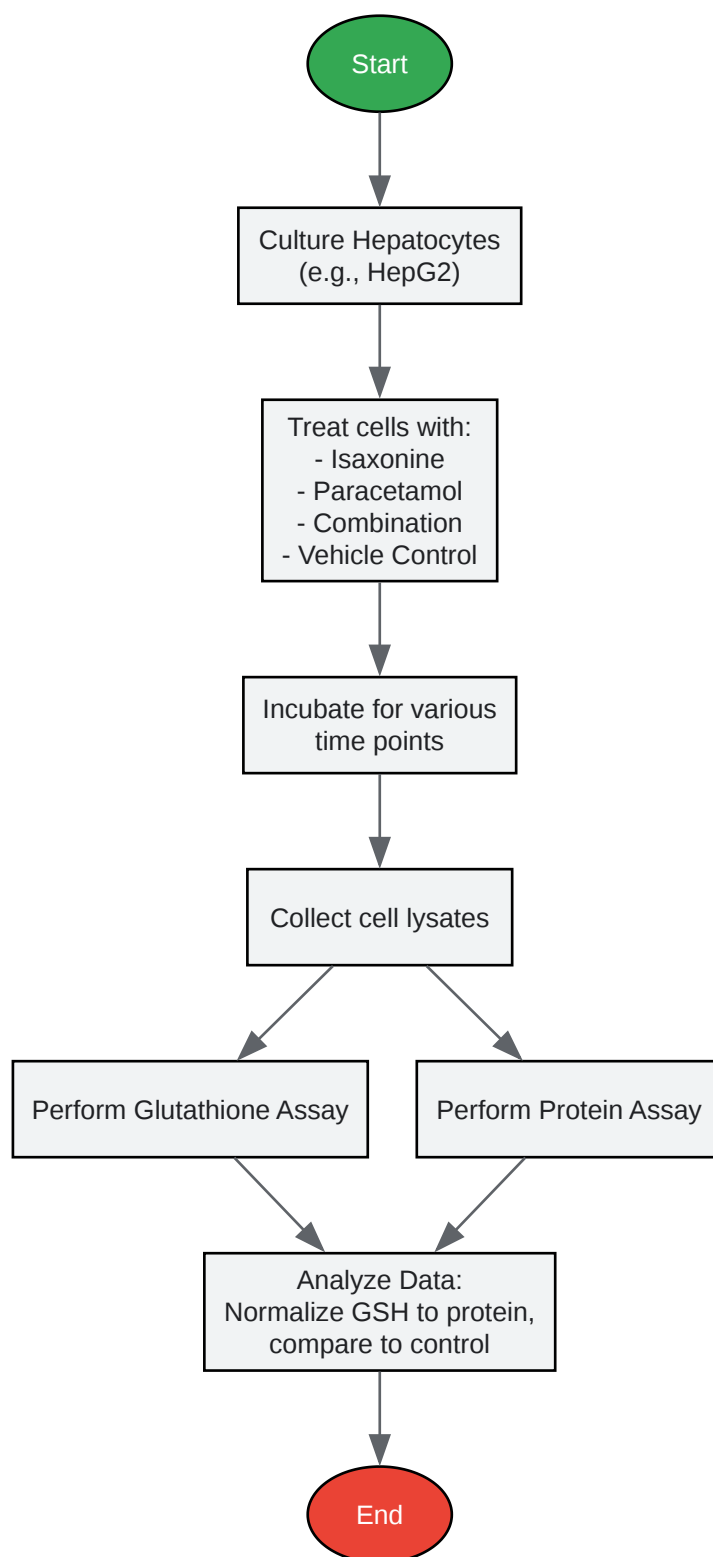 Start
Culture Hepatocytes
(e.g., HepG2)
Treat cells with:
- Isaxonine
- Paracetamol
- Combination
- Vehicle Control
Incubate for various
time points
Collect cell lysates
Perform Glutathione Assay
Perform Protein Assay
Analyze Data:
Normalize GSH to protein,
compare to control
End